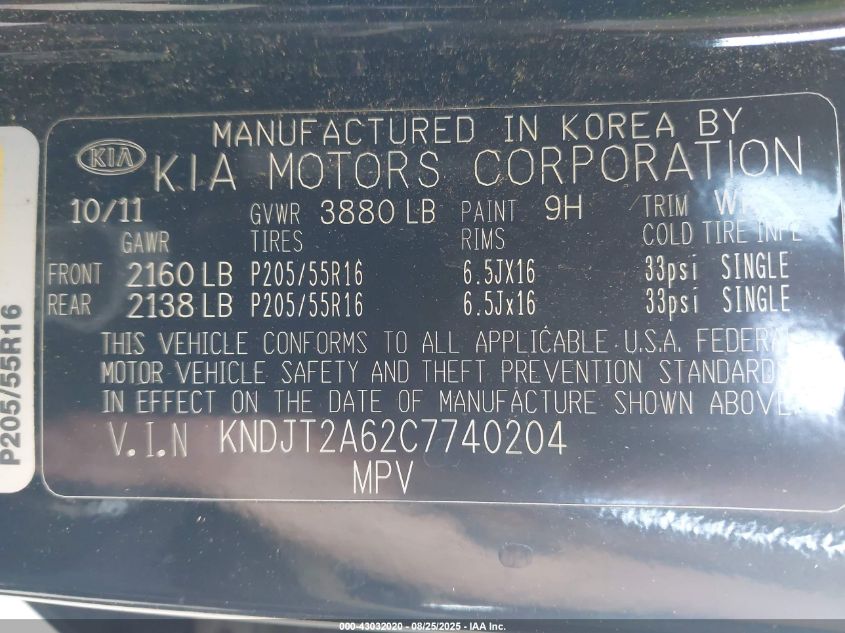 MANUFACTURED IN KOREA BY
KIA KIA MOTORS CORPORATION
10/11 GVWR 3880 LB PAINT 9H TRIM
GAWR TIRES RIMS COLD TIRE
FRONT 2160 LB P205/55R16 6.5JX16 33psi SINGLE
REAR 2138 LB P205/55R16 6.5Jx16 33psi SINGLE
THIS VEHICLE CONFORMS TO ALL APPLICABLE U.S.A. FEDERAL
MOTOR VEHICLE SAFETY AND THEFT PREVENTION STANDARDS
IN EFFECT ON THE DATE OF MANUFACTURE SHOWN ABOVE
V.I.N KNDJT2A62C7740204
MPV
P205/55R16
000-43032020 - 08/25/2025 - IAA Inc.